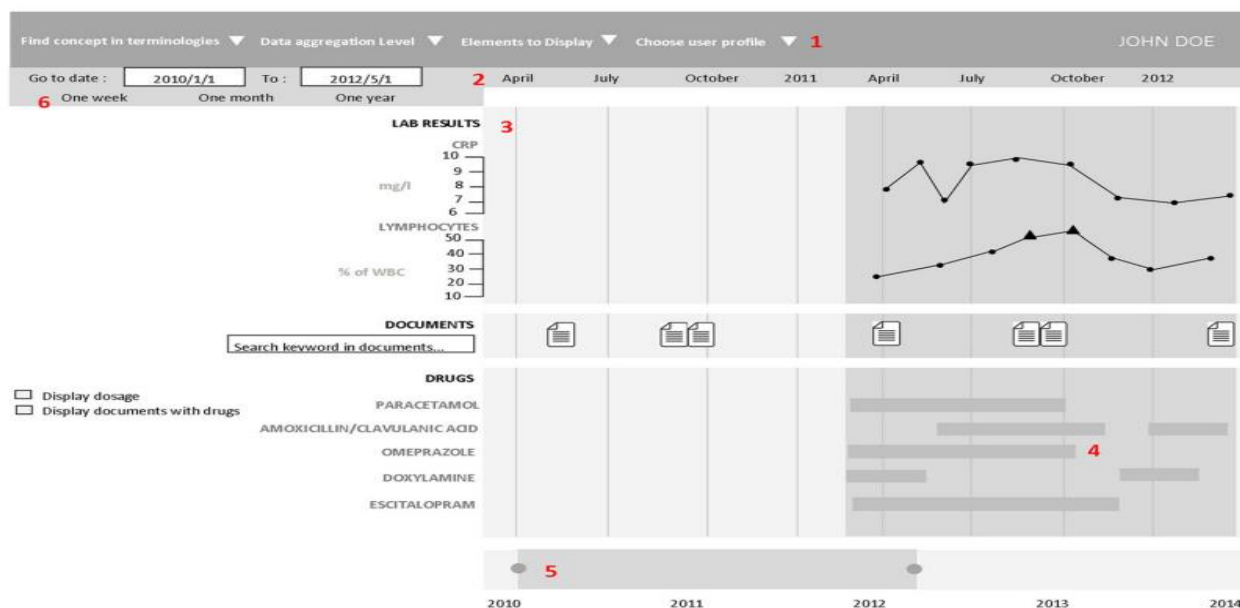 Find concept in terminologies Data aggregation Level Elements to Display Choose user profile 1 JOHN DOE
Go to date : 2010/1/1 To : 2012/5/1 2 April July October 2011 April July October 2012
6 One week One month One year
LAB RESULTS 3
CRP
10
9
mg/l 8
7
6
LYMPHOCYTES
50
40
% of WBC 30
20
10
DOCUMENTS
Search keyword in documents...
DRUGS
Display dosage
Display documents with drugs
PARACETAMOL
AMOXICILLIN/CLAVULANIC ACID
OMEPRAZOLE 4
DOXYLAMINE
ESCITALOPRAM
5
2010 2011 2012 2013 2014